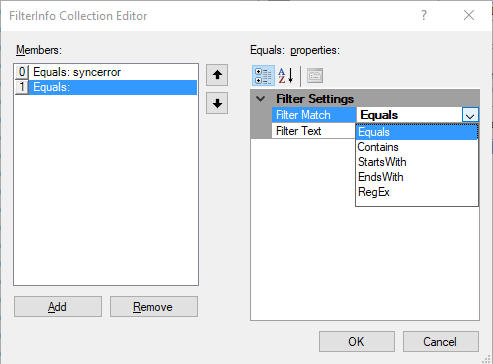 FilterInfo Collection Editor
? ×
Members:
Equals: properties:
0 Equals: syncerror
1 Equals:
A
Z
Filter Settings
Filter Match Equals
Filter Text
Equals
Contains
StartsWith
EndsWith
RegEx
Add
Remove
OK
Cancel